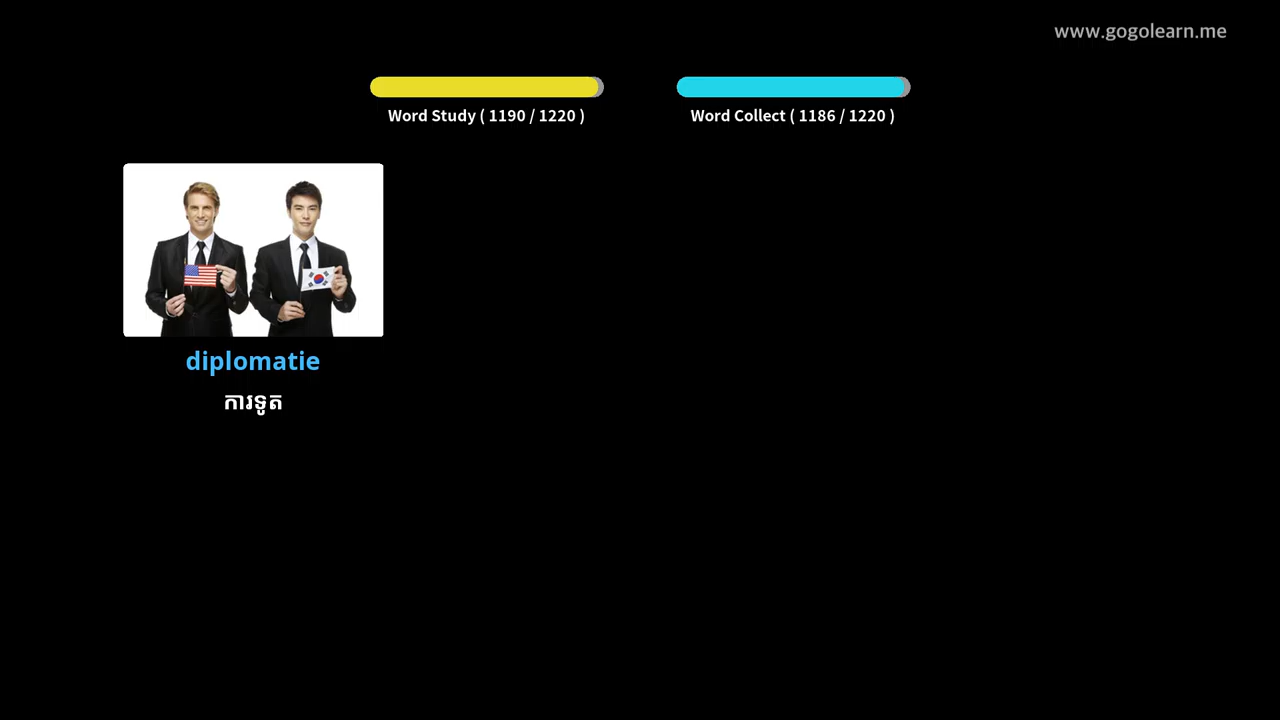 www.gogolearn.me
Word Study ( 1190 / 1220 )
Word Collect ( 1186 / 1220 )
diplomatie
ការទូត